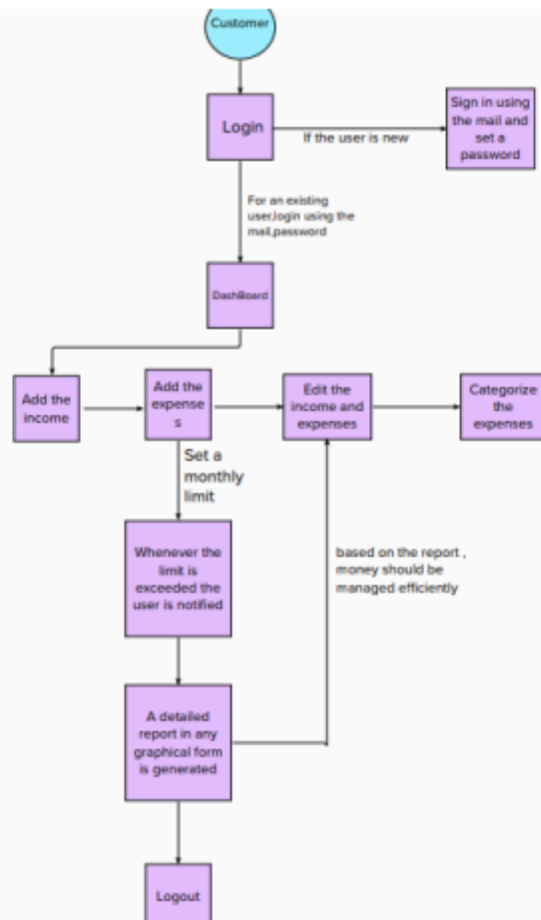 Customer
Login
If the user is new
Sign in using
the mail and
set a
password
For an existing
user,login using the
mail,password
DashBoard
Add the
income
Add the
expense
s
Edit the
income and
expenses
Categorize
the
expenses
Set a
monthly
limit
Whenever the
limit is
exceeded the
user is notified
based on the report ,
money should be
managed efficiently
A detailed
report in any
graphical form
is generated
Logout